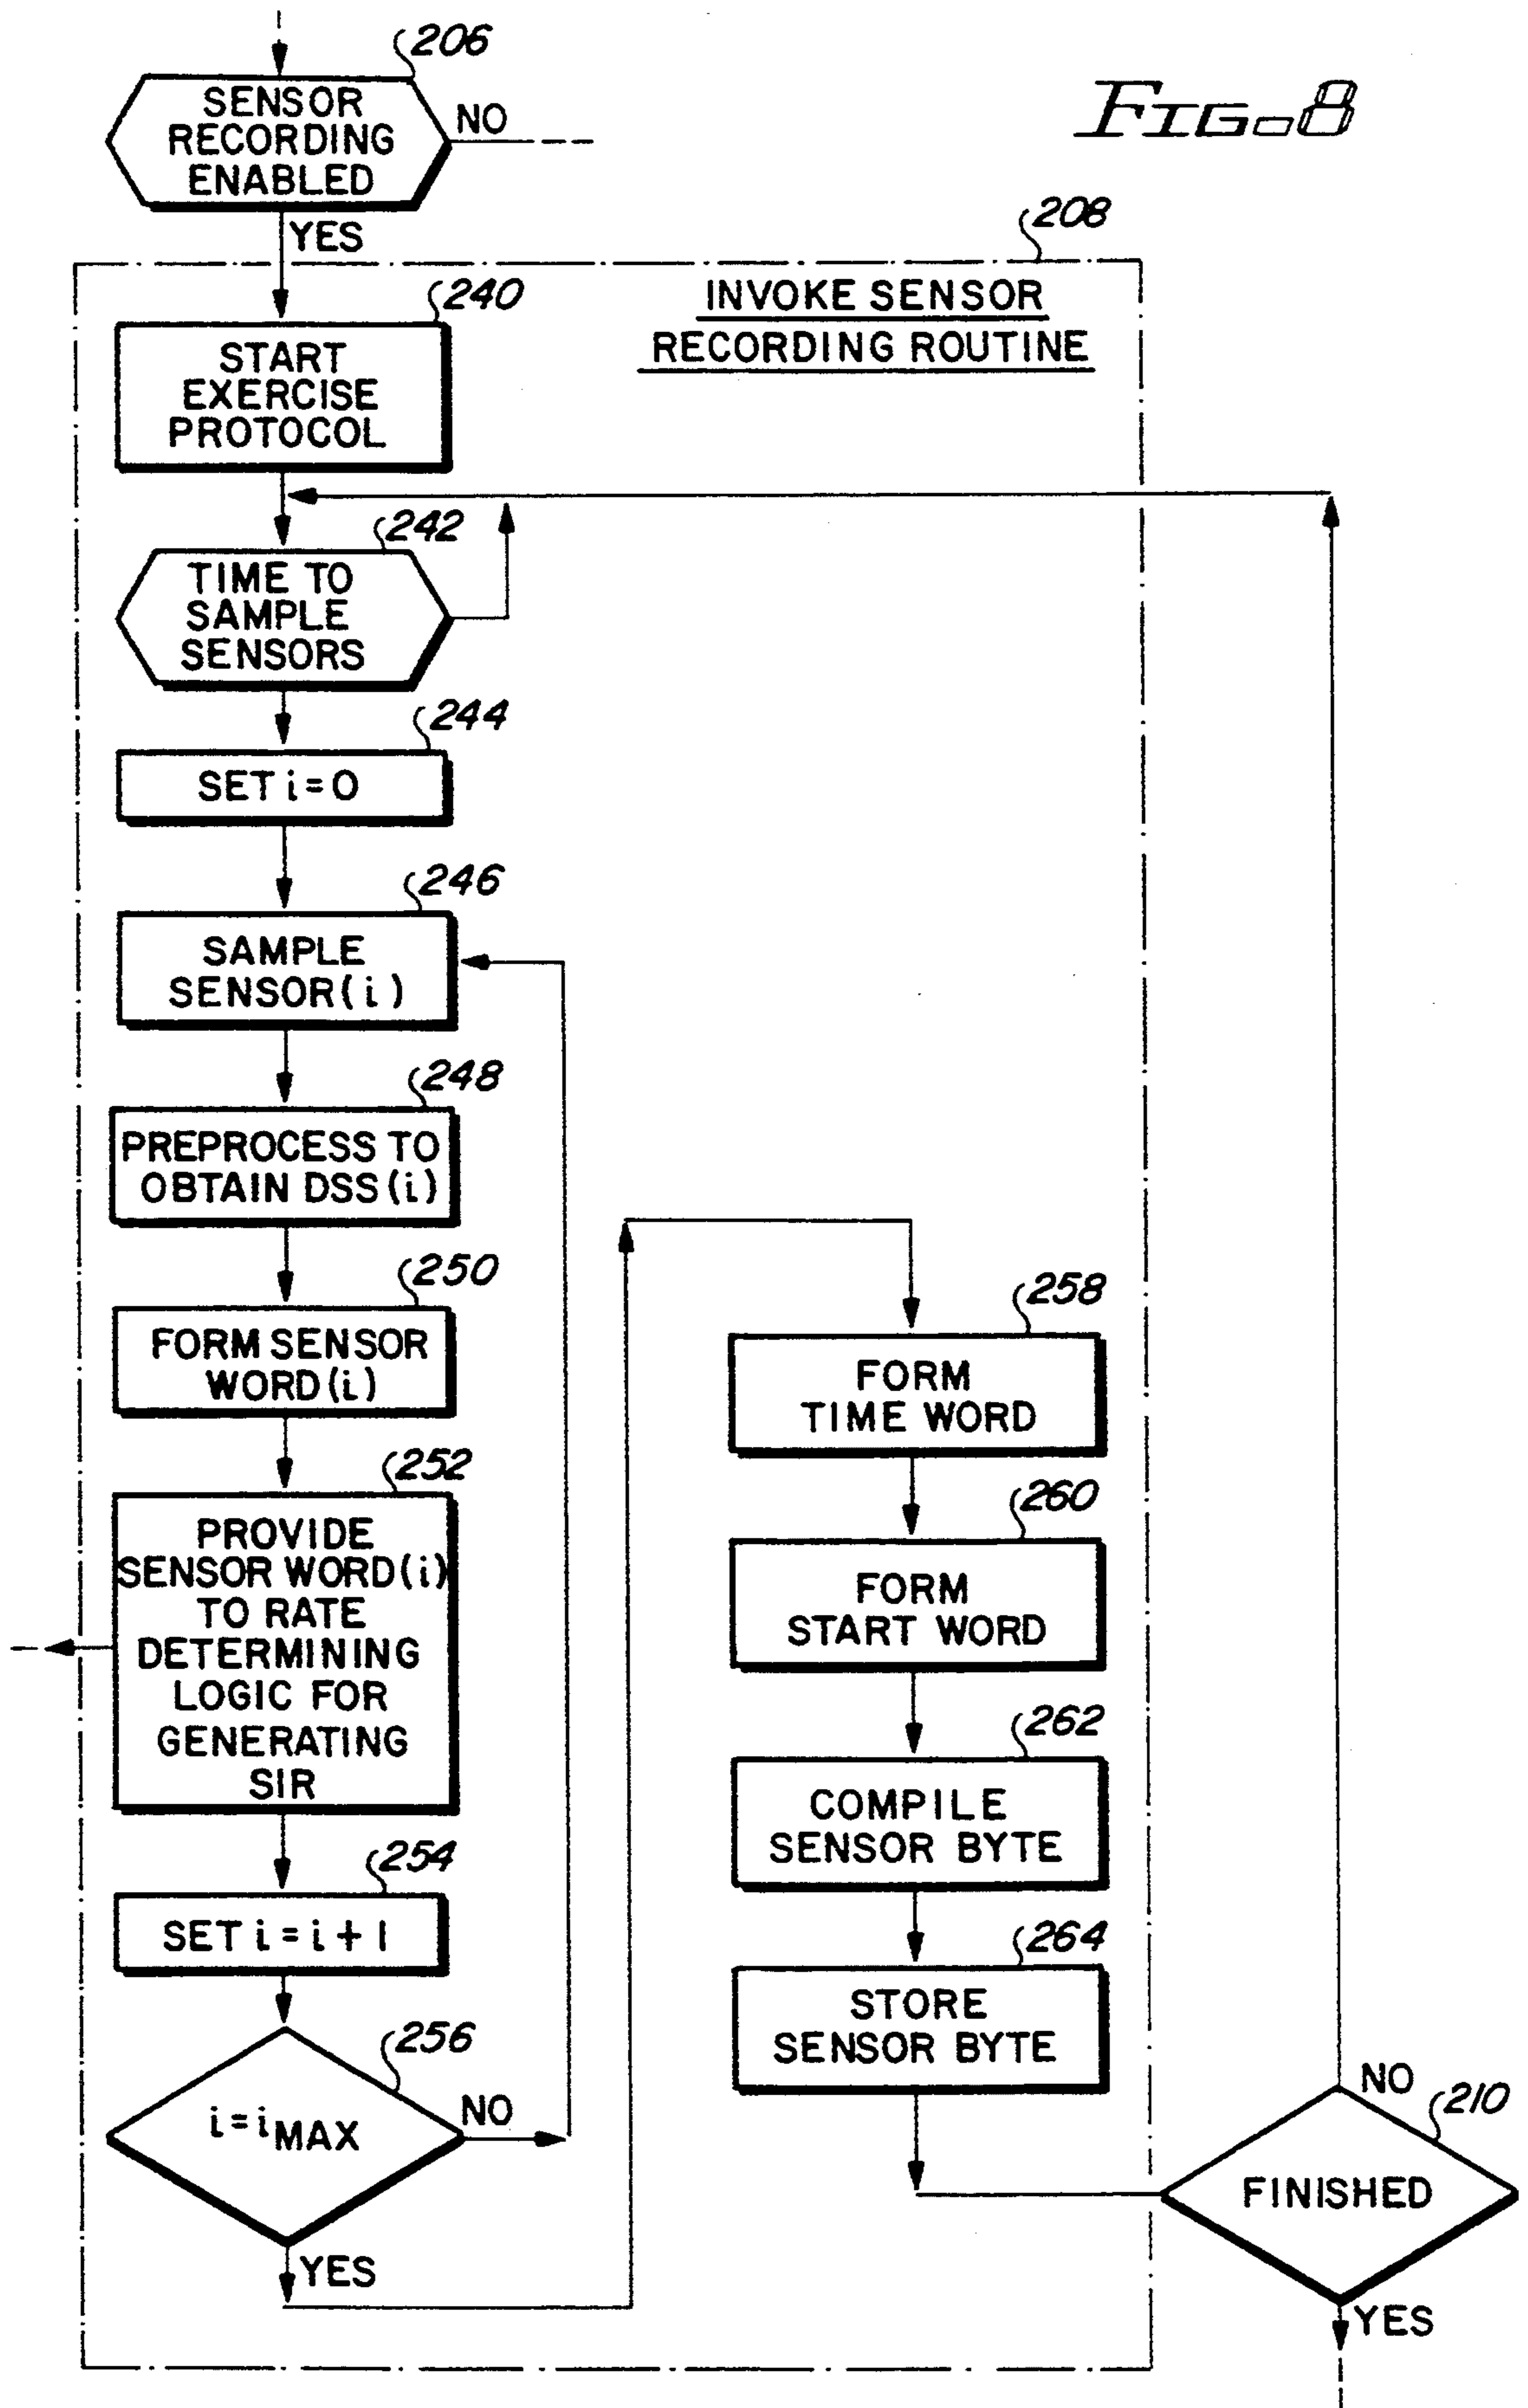 206
FIG-8
SENSOR
RECORDING
ENABLED
NO
YES
208
INVOKE SENSOR
RECORDING ROUTINE
240
START
EXERCISE
PROTOCOL
242
TIME TO
SAMPLE
SENSORS
244
SET i=0
246
SAMPLE
SENSOR(i)
248
PREPROCESS TO
OBTAIN DSS(i)
250
FORM SENSOR
WORD(i)
252
PROVIDE
SENSOR WORD(i)
TO RATE
DETERMINING
LOGIC FOR
GENERATING
SIR
254
SET i=i+1
256
i=iMAX
NO
YES
258
FORM
TIME WORD
260
FORM
START WORD
262
COMPILE
SENSOR BYTE
264
STORE
SENSOR BYTE
NO
210
FINISHED
YES